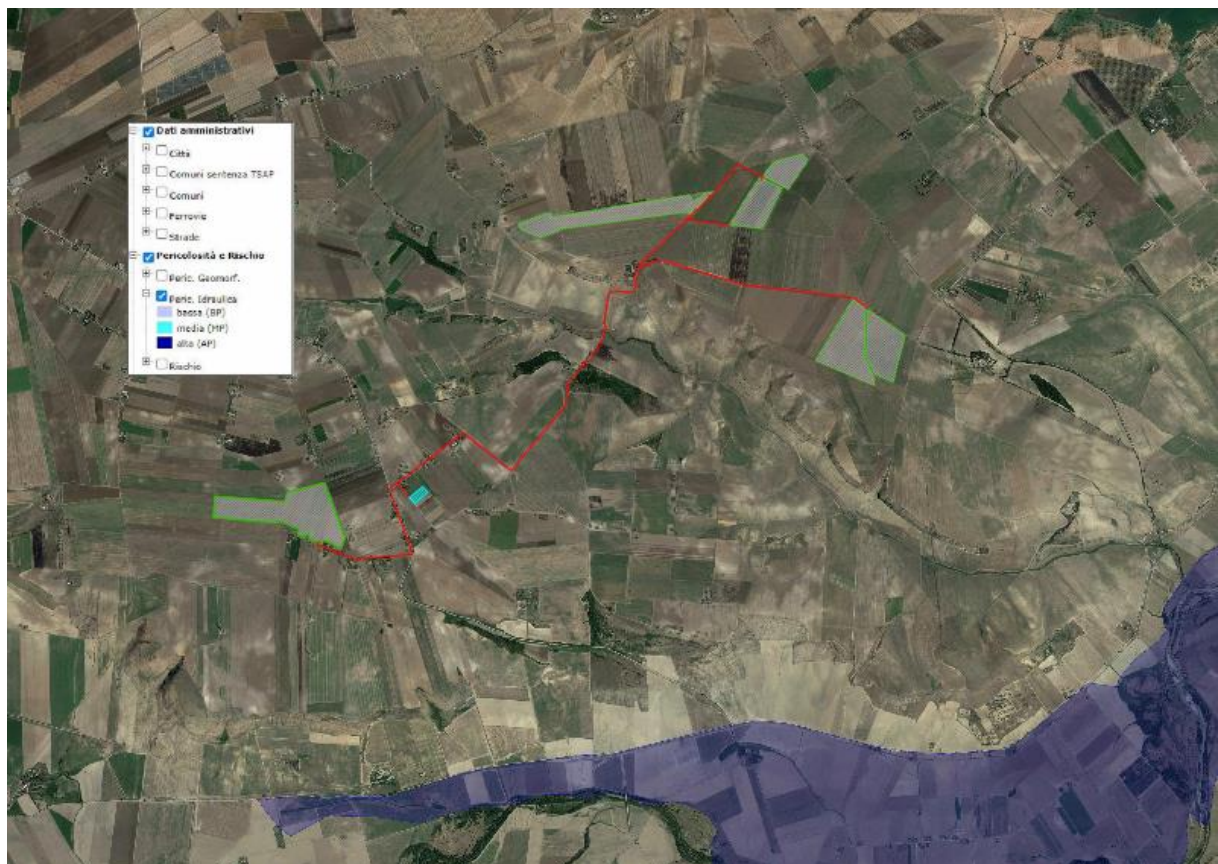 Dati amministrativi
Città
Comuni sentenza TSAP
Comuni
Ferrovie
Strade
Pericolosità e Rischio
Peric. Geomorf.
Peric. Idraulica
bassa (BP)
media (MP)
alta (AP)
Rischio